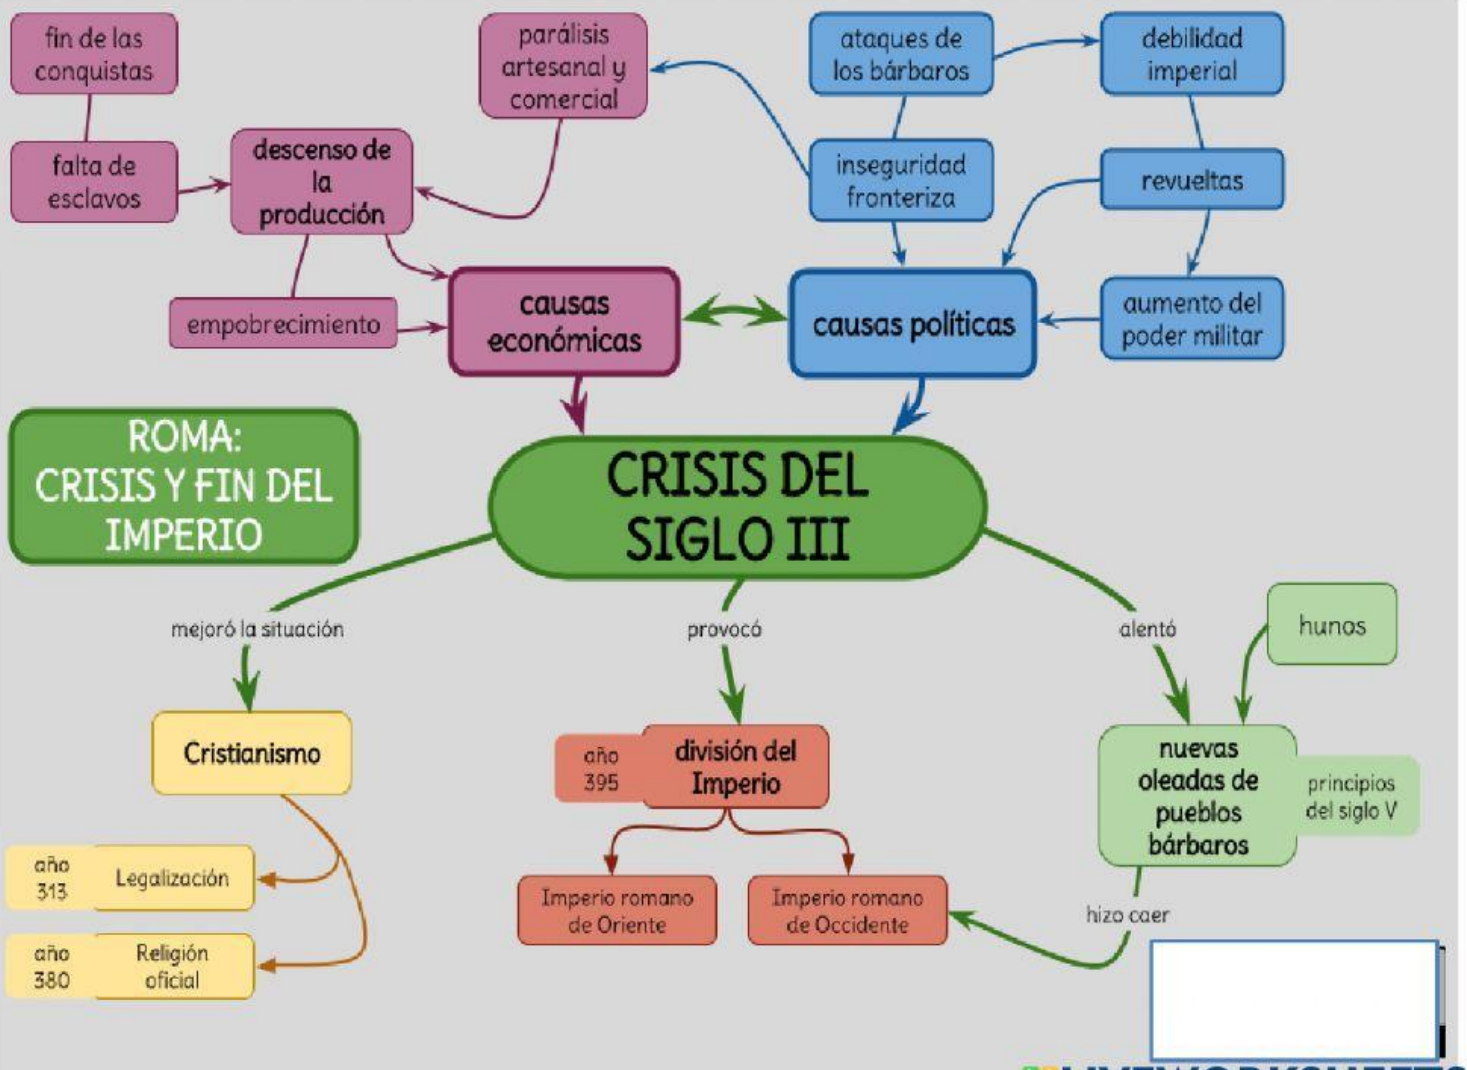 fin de las
conquistas
parálisis
artesanal y
comercial
ataques de
los bárbaros
debilidad
imperial
falta de
esclavos
descenso de
la
producción
inseguridad
fronteriza
revueltas
empobrecimiento
causas
económicas
causas políticas
aumento del
poder militar
ROMA:
CRISIS Y FIN DEL
IMPERIO
CRISIS DEL
SIGLO III
mejoró la situación
provocó
alentó
hunos
Cristianismo
año
395
división del
Imperio
nuevas
oleadas de
pueblos
bárbaros
principios
del siglo V
año
313
Legalización
Imperio romano
de Oriente
Imperio romano
de Occidente
hizo caer
año
380
Religión
oficial
LIVEWORKSHEETS